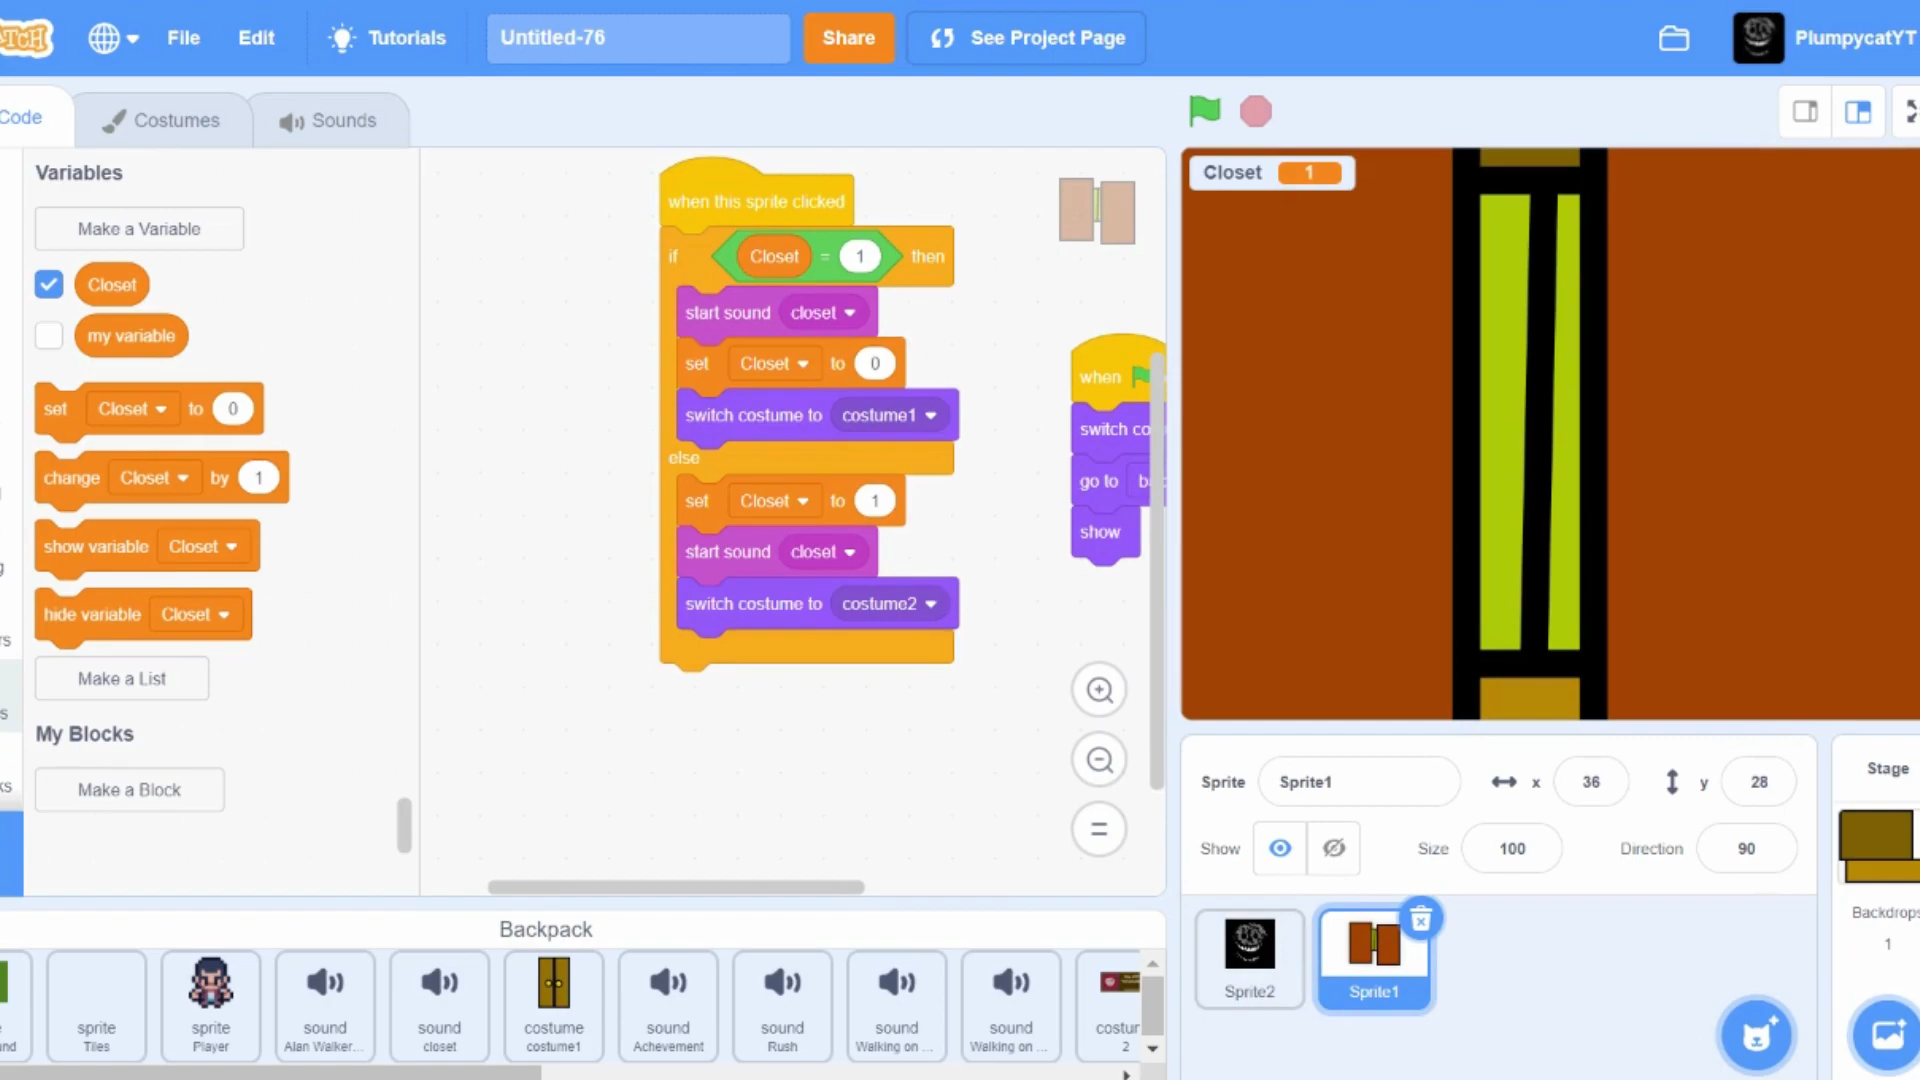 File
Edit
Tutorials
Untitled-76
Share
See Project Page
PlumpycatYT
Code
Costumes
Sounds
Variables
Make a Variable
Closet
my variable
set Closet to 0
change Closet by 1
show variable Closet
hide variable Closet
Make a List
My Blocks
Make a Block
when this sprite clicked
if Closet = 1 then
start sound closet
set Closet to 0
switch costume to costume1
else
set Closet to 1
start sound closet
switch costume to costume2
when
switch co
go to
show
Closet 1
Sprite Sprite1 x 36 y 28
Show Size 100 Direction 90
Sprite2
Sprite1
Stage
Backdrops
1
Backpack
sprite
Tiles
sprite
Player
sound
Alan Walker...
sound
closet
costume
costume1
sound
Achevement
sound
Rush
sound
Walking on ...
sound
Walking on ...
costur
2